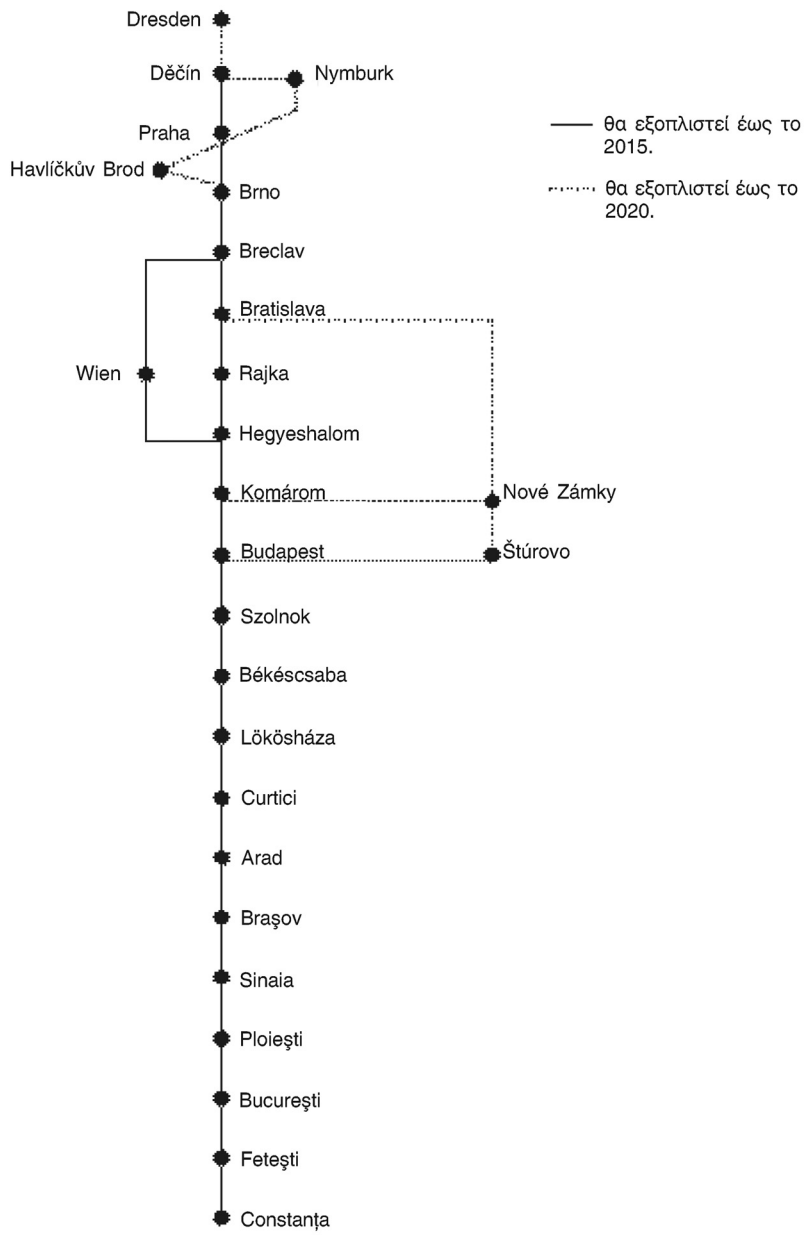 Dresden
Děčín
Nymburk
Praha
Havlíčkův Brod
Brno
Breclav
Bratislava
Wien
Rajka
Hegyeshalom
Komárom
Nové Zámky
Budapest
Štúrovo
Szolnok
Békéscsaba
Lökösháza
Curtici
Arad
Braşov
Sinaia
Ploieşti
Bucureşti
Feteşti
Constanţa
θα εξοπλιστεί έως το
2015.
θα εξοπλιστεί έως το
2020.